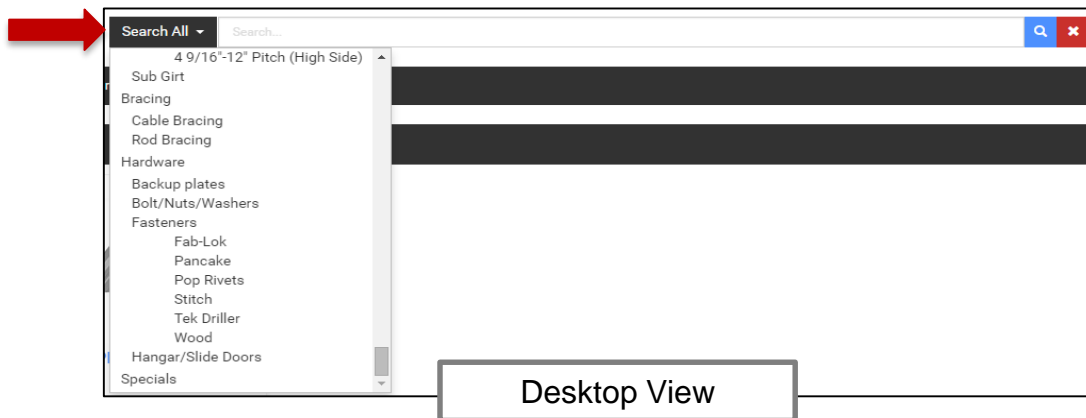 Search All
Search...
4 9/16"-12" Pitch (High Side)
Sub Girt
Bracing
Cable Bracing
Rod Bracing
Hardware
Backup plates
Bolt/Nuts/Washers
Fasteners
Fab-Lok
Pancake
Pop Rivets
Stitch
Tek Driller
Wood
Hangar/Slide Doors
Specials
Desktop View